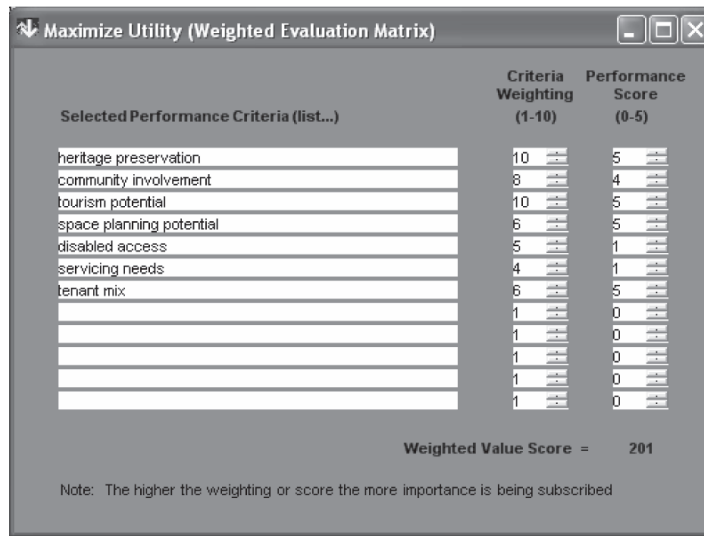 Maximize Utility (Weighted Evaluation Matrix)
Criteria Performance
Weighting Score
Selected Performance Criteria (list...) (1-10) (0-5)
heritage preservation 10 5
community involvement 8 4
tourism potential 10 5
space planning potential 6 5
disabled access 5 1
servicing needs 4 1
tenant mix 6 5
1 0
1 0
1 0
1 0
1 0
Weighted Value Score = 201
Note: The higher the weighting or score the more importance is being subscribed